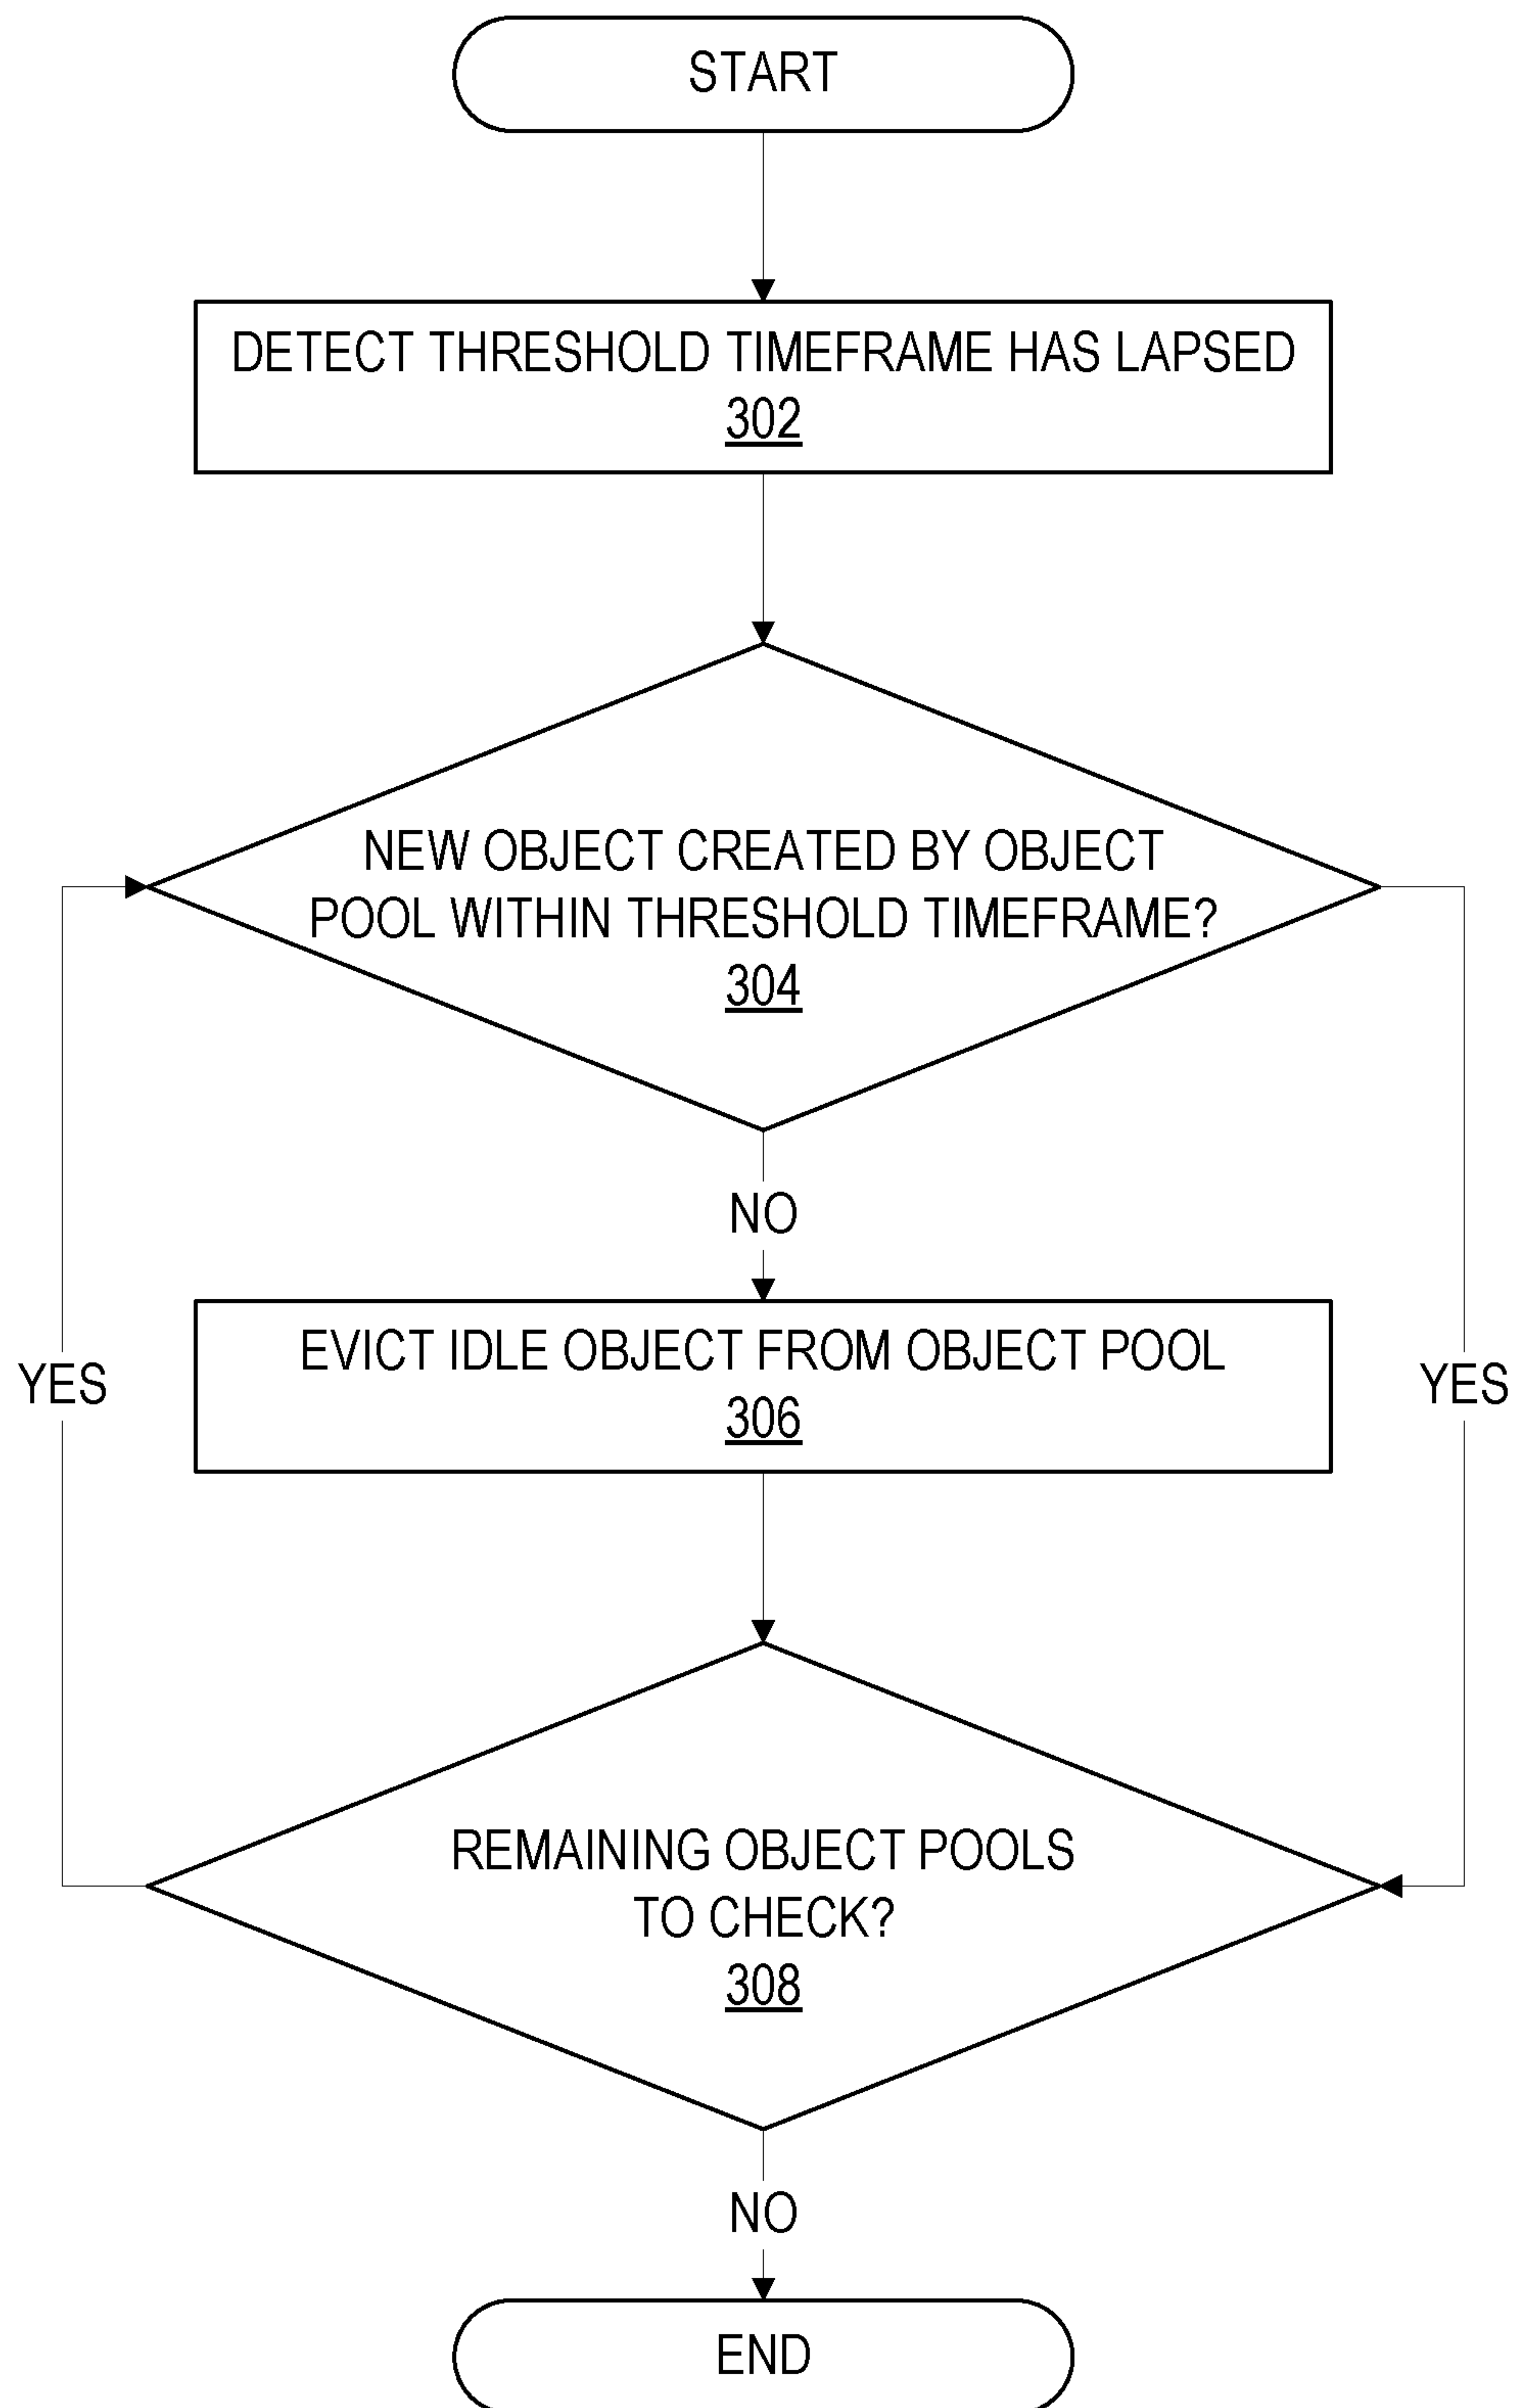 START
DETECT THRESHOLD TIMEFRAME HAS LAPSED
302
NEW OBJECT CREATED BY OBJECT
POOL WITHIN THRESHOLD TIMEFRAME?
304
NO
EVICT IDLE OBJECT FROM OBJECT POOL
306
YES
YES
REMAINING OBJECT POOLS
TO CHECK?
308
NO
END